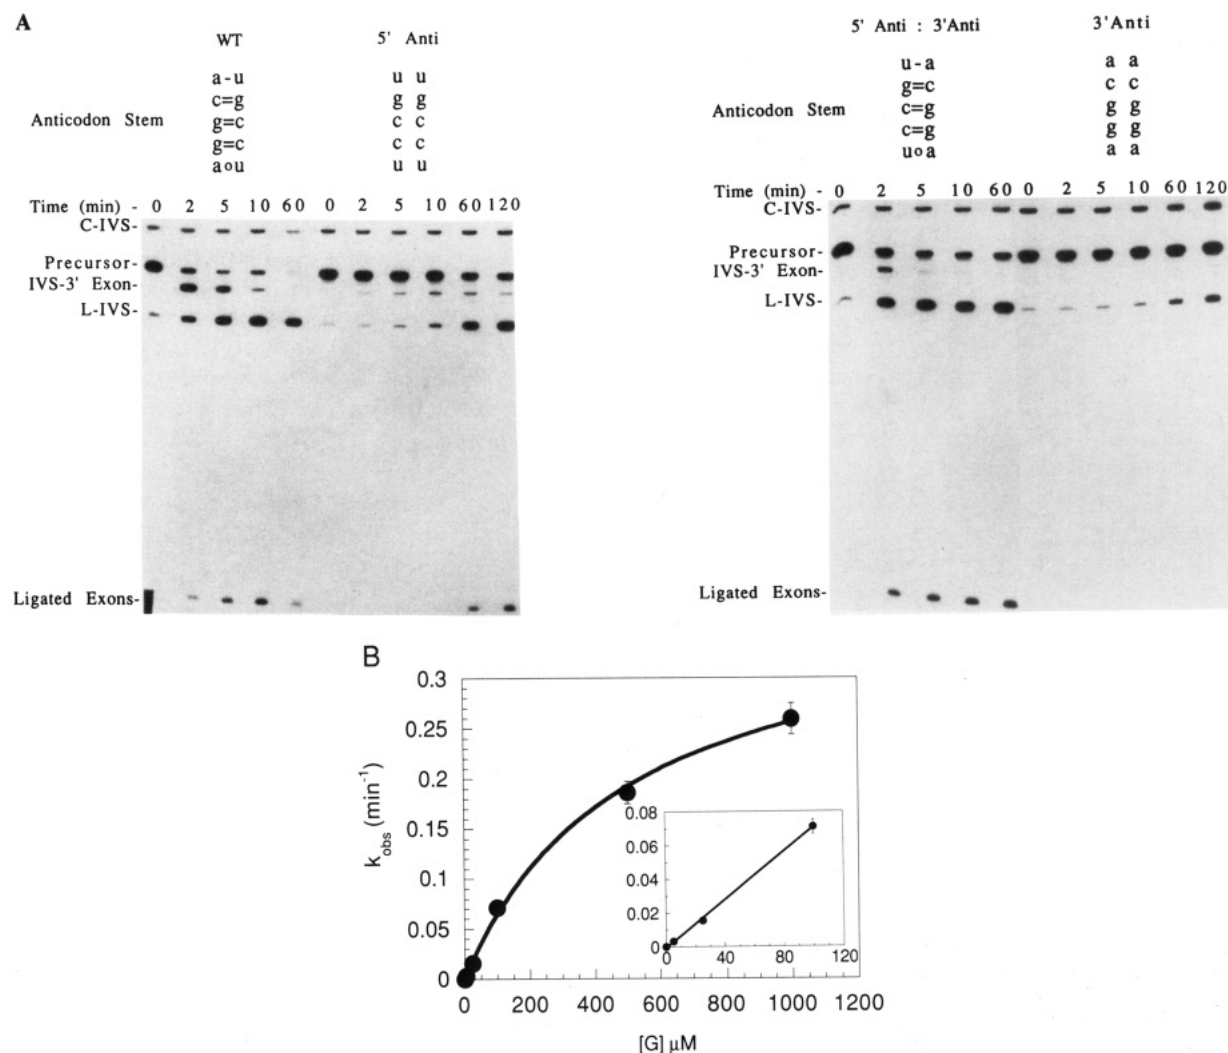 A
WT
5' Anti
a-u
c=g
g=c
g=c
aou
u u
g g
c c
c c
u u
Anticodon Stem
Time (min) - 0 2 5 10 60 0 2 5 10 60 120
C-IVS-
Precursor-
IVS-3' Exon-
L-IVS-
Ligated Exons-
5' Anti : 3'Anti
3'Anti
u-a
g=c
c=g
c=g
uoa
a a
c c
g g
g g
a a
Anticodon Stem
Time (min) - 0 2 5 10 60 0 2 5 10 60 120
C-IVS-
Precursor-
IVS-3' Exon-
L-IVS-
Ligated Exons-
B
0.3
0.25
0.2
0.15
0.1
0.05
0
k_obs (min⁻¹)
0 200 400 600 800 1000 1200
[G] µM
0.08
0.06
0.04
0.02
0
0 40 80 120